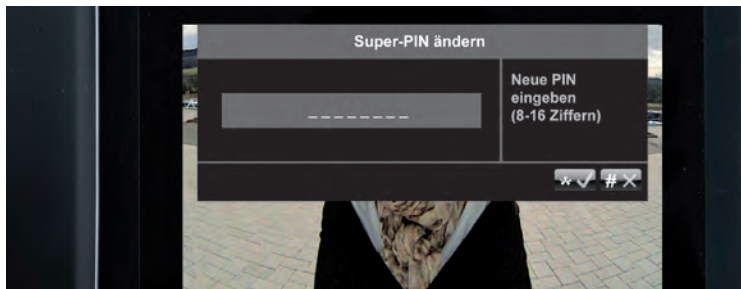 Super-PIN ändern
Neue PIN
eingeben
(8-16 Ziffern)
_ _ _ _ _ _ _ _
* ✓ # ×